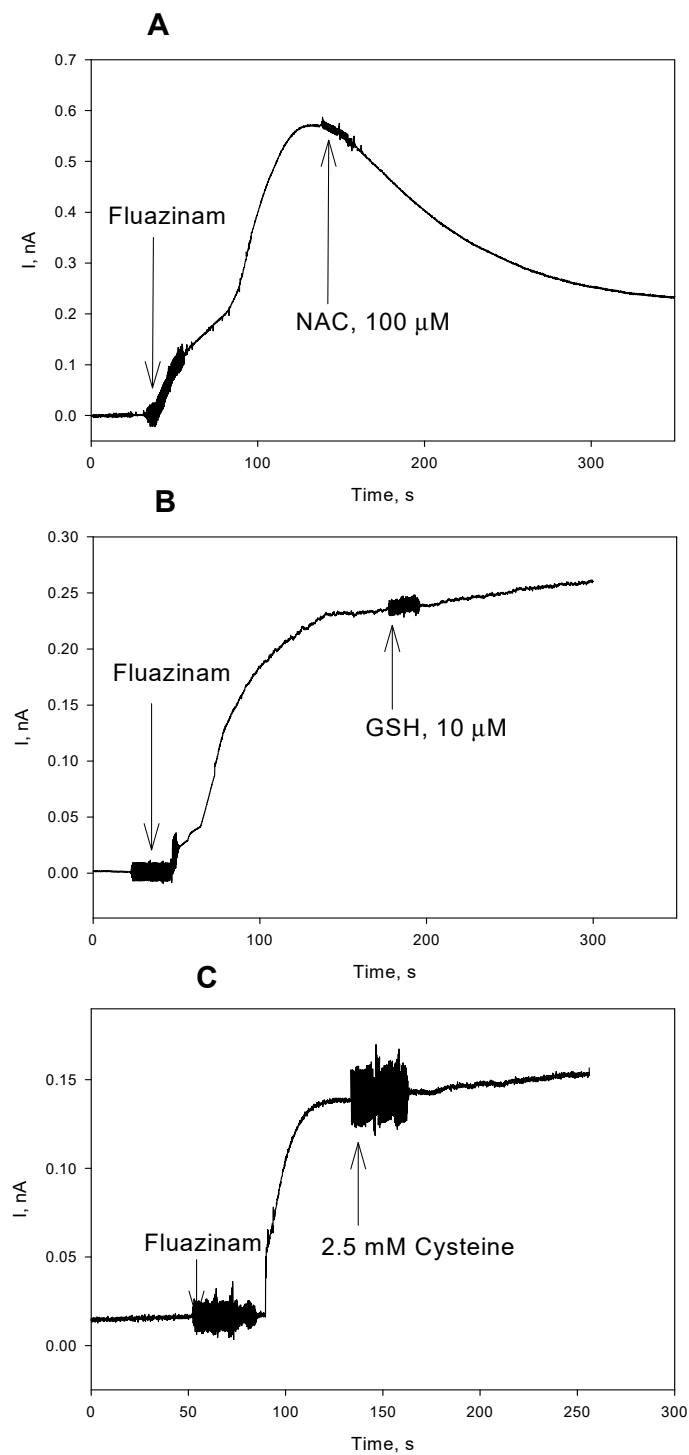 A
0.7
0.6
0.5
0.4
0.3
0.2
0.1
0.0
I, nA
Fluazinam
NAC, 100 μM
0 100 200 300
Time, s
B
0.30
0.25
0.20
0.15
0.10
0.05
0.00
I, nA
Fluazinam
GSH, 10 μM
0 100 200 300
Time, s
C
0.15
0.10
0.05
0.00
I, nA
Fluazinam
2.5 mM Cysteine
0 50 100 150 200 250 300
Time, s